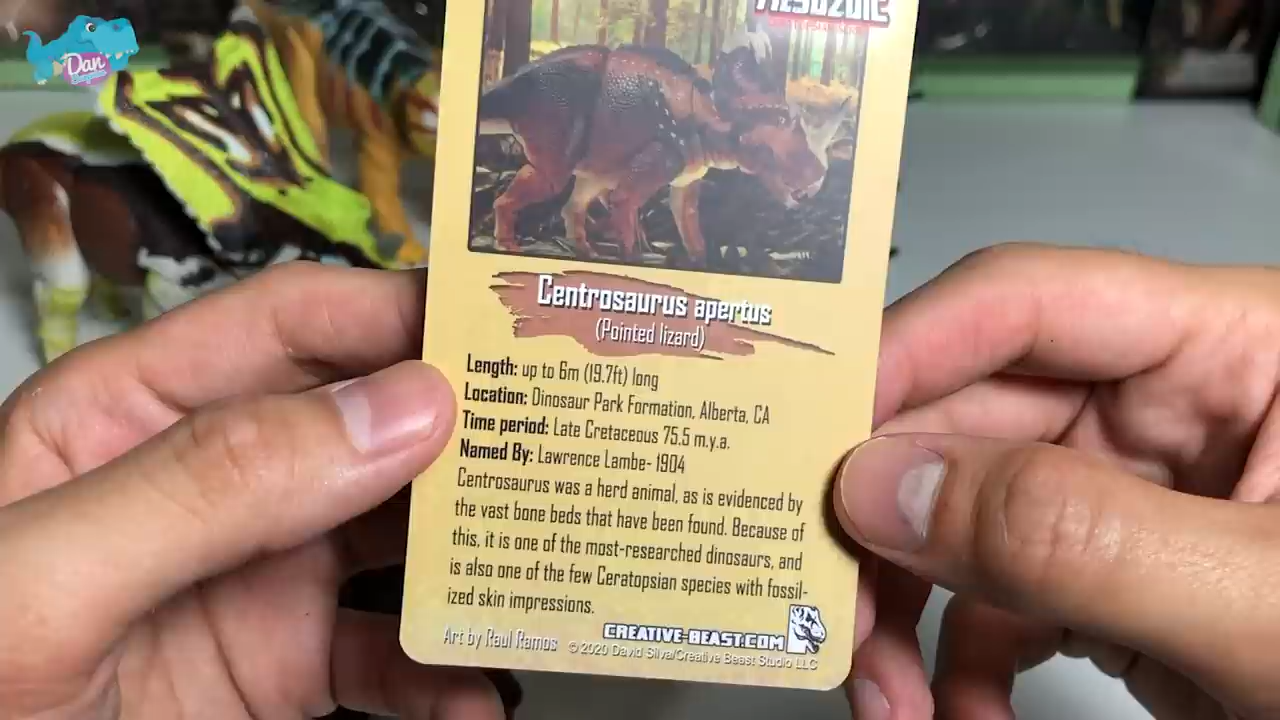 Dan
MESOZOIC
Centrosaurus apertus
(Pointed lizard)
Length: up to 6m (19.7ft) long
Location: Dinosaur Park Formation, Alberta, CA
Time period: Late Cretaceous 75.5 m.y.a.
Named By: Lawrence Lambe- 1904
Centrosaurus was a herd animal, as is evidenced by
the vast bone beds that have been found. Because of
this, it is one of the most-researched dinosaurs, and
is also one of the few Ceratopsian species with fossil-
ized skin impressions.
CREATIVE-BEAST.COM
Art by Raul Ramos © 2020 David Silva/Creative Beast Studio LLC